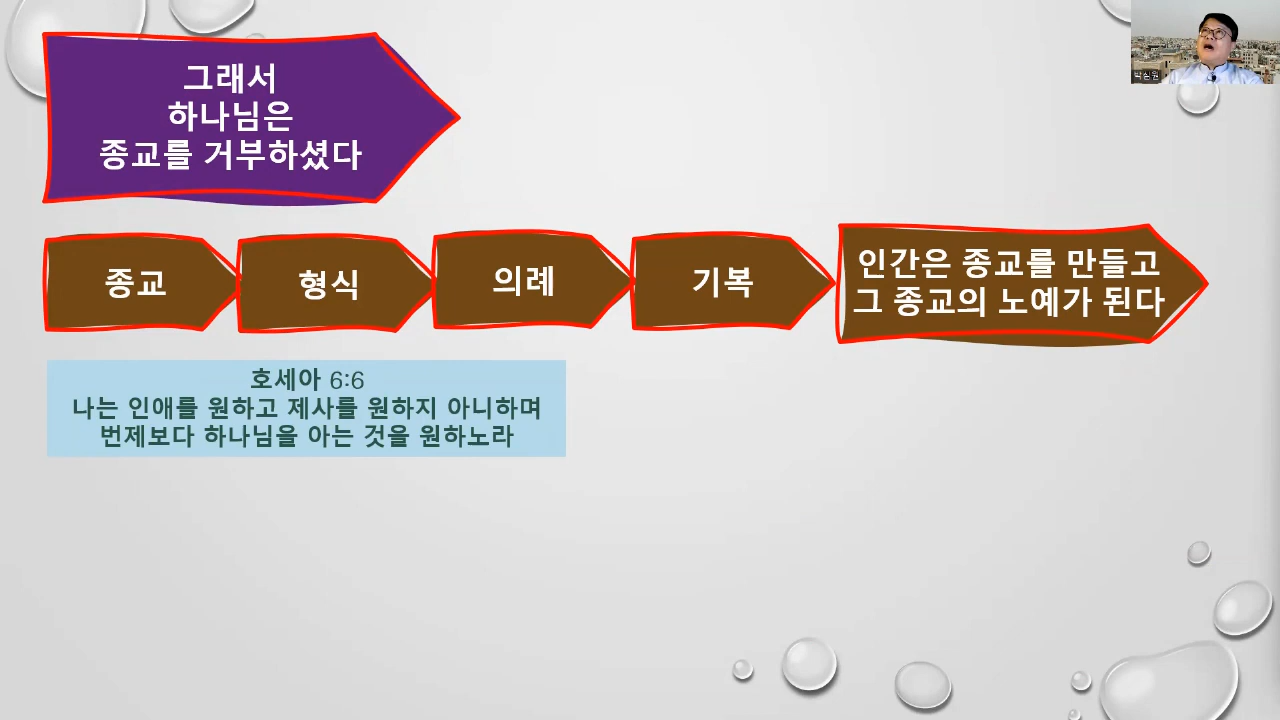 그래서
하나님은
종교를 거부하셨다
종교
형식
의례
기복
인간은 종교를 만들고
그 종교의 노예가 된다
호세아 6:6
나는 인애를 원하고 제사를 원하지 아니하며
번제보다 하나님을 아는 것을 원하노라